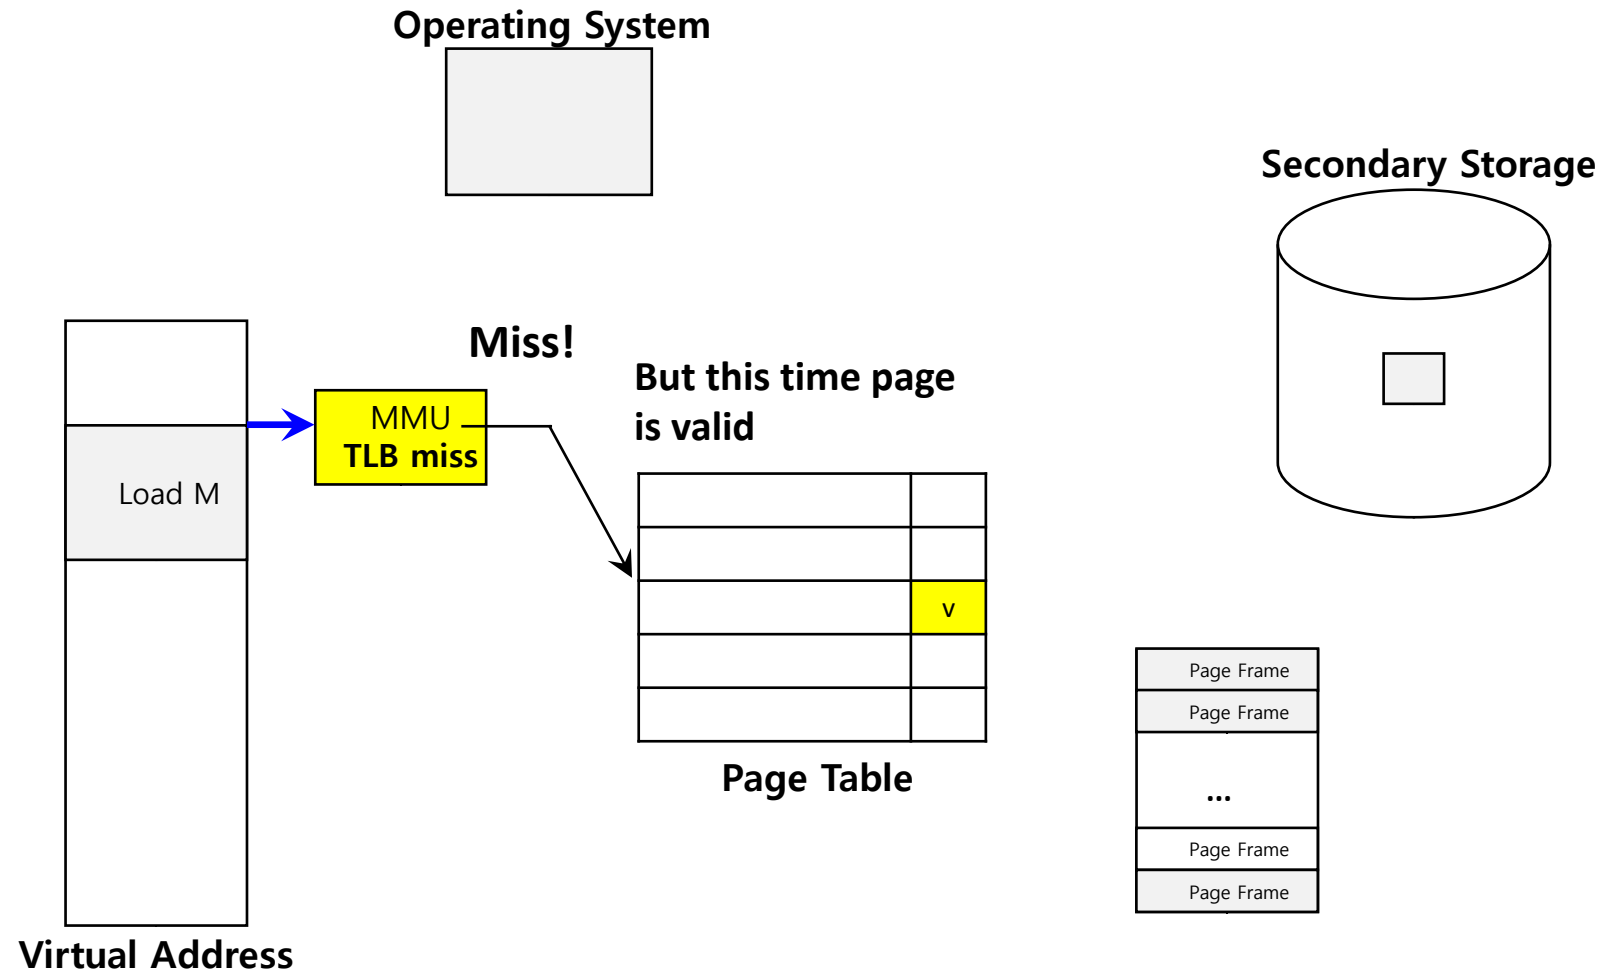 Operating System
Secondary Storage
Miss!
But this time page
is valid
MMU
TLB miss
Load M
v
Page Frame
Page Frame
...
Page Frame
Page Frame
Page Table
Virtual Address